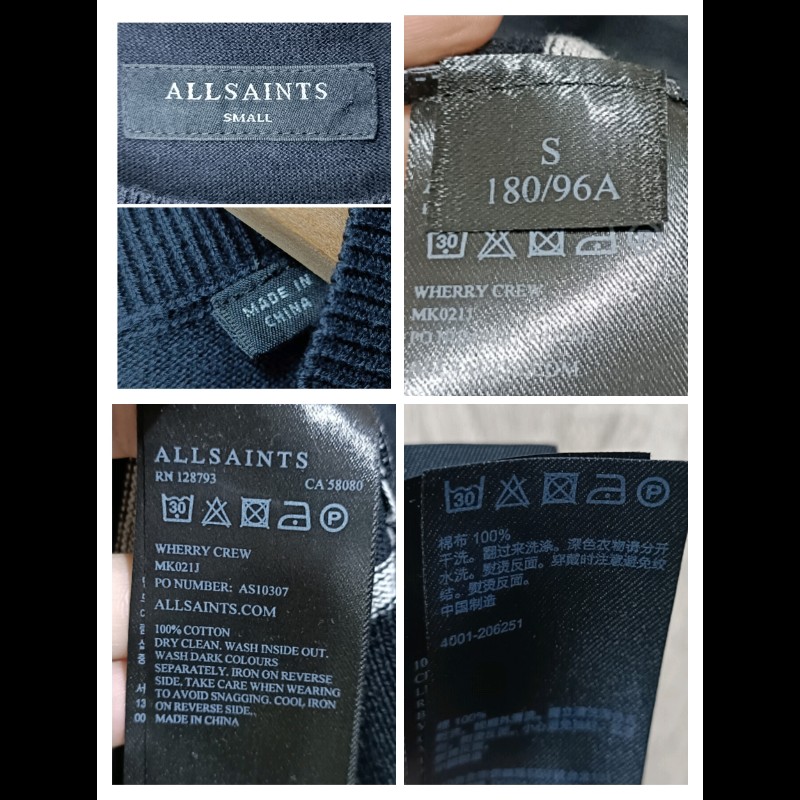 ALLSAINTS
SMALL
MADE IN
CHINA
S
180/96A
30
WHERRY CREW
MK021J
ALLSAINTS
RN 128793
CA 58080
30
P
WHERRY CREW
MK021J
PO NUMBER: AS10307
ALLSAINTS.COM
100% COTTON
DRY CLEAN. WASH INSIDE OUT.
WASH DARK COLOURS
SEPARATELY. IRON ON REVERSE
SIDE. TAKE CARE WHEN WEARING
TO AVOID SNAGGING. COOL IRON
ON REVERSE SIDE.
MADE IN CHINA
30
P
棉布 100%
干洗。翻过来洗涤。深色衣物请分开
水洗。熨烫反面。穿戴时注意避免纹
结。熨烫反面。
中国制造
4001-206251